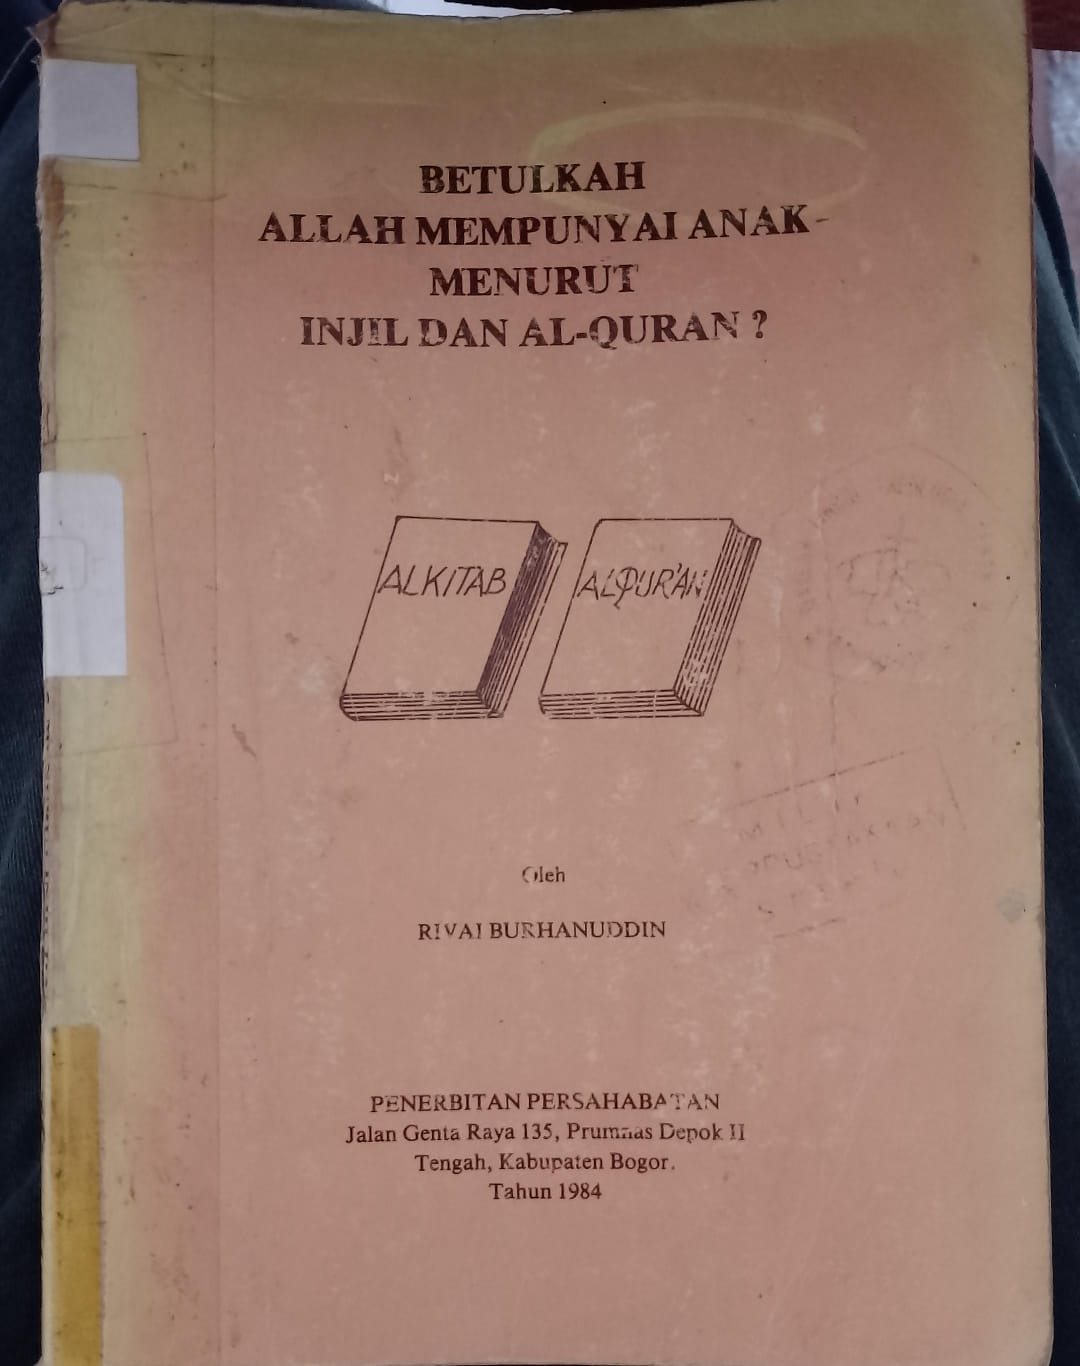 BETULKAH
ALLAH MEMPUNYAI ANAK -
MENURUT
INJIL DAN AL-QURAN ?
ALKITAB
ALQUR'AN
Oleh
RIVAI BURHANUDDIN
PENERBITAN PERSAHABATAN
Jalan Genta Raya 135, Prumnas Depok II
Tengah, Kabupaten Bogor.
Tahun 1984